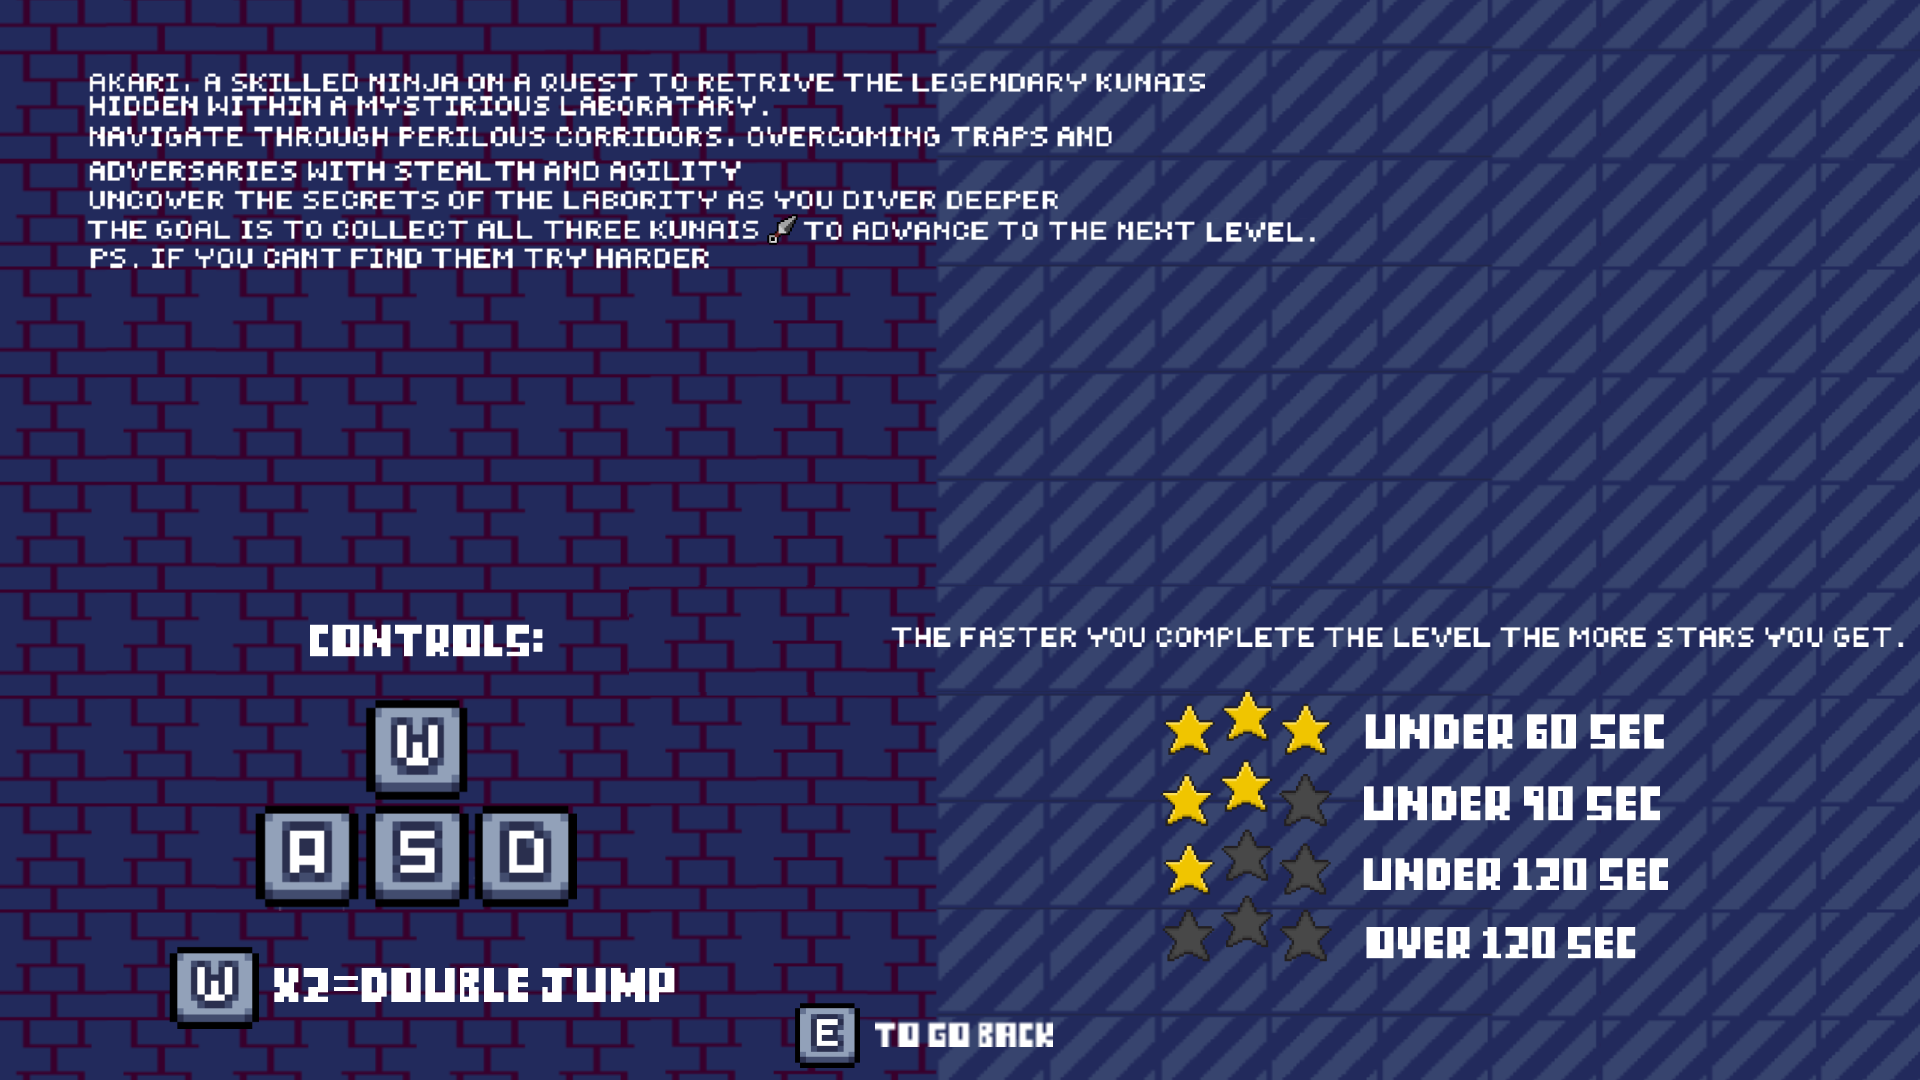 AKARI, A SKILLED NINJA ON A QUEST TO RETRIVE THE LEGENDARY KUNAIS
HIDDEN WITHIN A MYSTIRIOUS LABORATARY.
NAVIGATE THROUGH PERILOUS CORRIDORS, OVERCOMING TRAPS AND
ADVERSARIES WITH STEALTH AND AGILITY
UNCOVER THE SECRETS OF THE LABORITY AS YOU DIVER DEEPER
THE GOAL IS TO COLLECT ALL THREE KUNAIS TO ADVANCE TO THE NEXT LEVEL.
PS. IF YOU CANT FIND THEM TRY HARDER
CONTROLS:
W
A S D
W X2=DOUBLE JUMP
THE FASTER YOU COMPLETE THE LEVEL THE MORE STARS YOU GET.
UNDER 60 SEC
UNDER 90 SEC
UNDER 120 SEC
OVER 120 SEC
E TO GO BACK